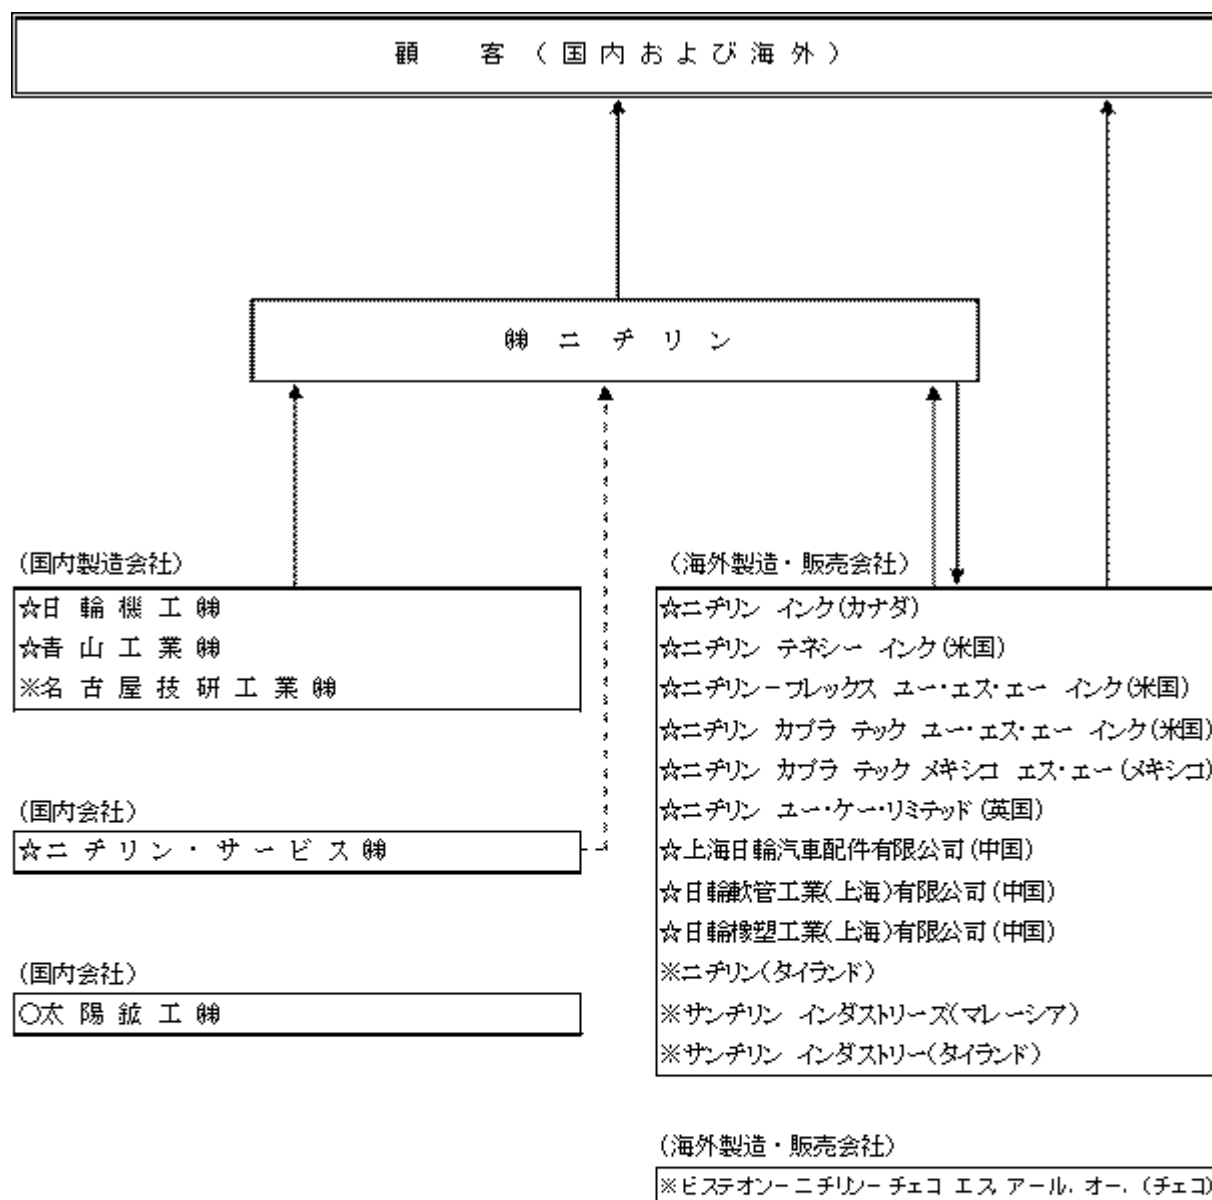 顧 客 (国内および海外)
㈱ニチリン
(国内製造会社)
☆日輪機工㈱
☆青山工業㈱
※名古屋技研工業㈱
(国内会社)
☆ニチリン・サービス㈱
(国内会社)
○太陽鉱工㈱
(海外製造・販売会社)
☆ニチリン インク(カナダ)
☆ニチリン テネシー インク(米国)
☆ニチリン-フレックス ユー・エス・エー インク(米国)
☆ニチリン カプラ テック ユー・エス・エー インク(米国)
☆ニチリン カプラ テック メキシコ エス・エー(メキシコ)
☆ニチリン ユー・ケー・リミテッド(英国)
☆上海日輪汽車配件有限公司(中国)
☆日輪軟管工業(上海)有限公司(中国)
☆日輪橡塑工業(上海)有限公司(中国)
※ニチリン(タイランド)
※サンチリン インダストリーズ(マレーシア)
※サンチリン インダストリー(タイランド)
(海外製造・販売会社)
※ビステオン-ニチリン-チェコ エス.アール.オー.(チェコ)